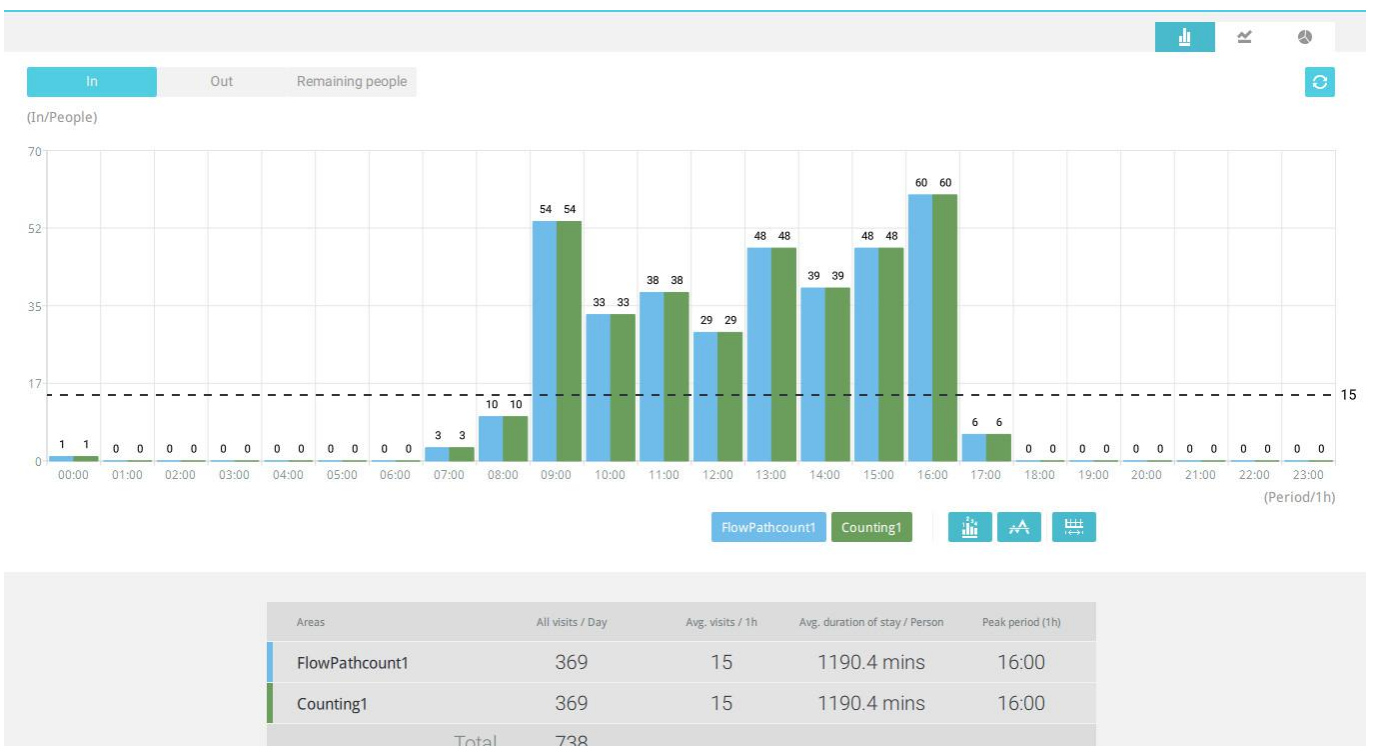 In Out Remaining people
(In/People)
70
60 60
54 54
52
48 48 48 48
39 39
38 38
35
33 33
29 29
17
15
10 10
6 6
3 3
1 1 0 0 0 0 0 0 0 0 0 0 0 0 0 0 0 0 0 0 0 0 0 0 0 0
0
00:00 01:00 02:00 03:00 04:00 05:00 06:00 07:00 08:00 09:00 10:00 11:00 12:00 13:00 14:00 15:00 16:00 17:00 18:00 19:00 20:00 21:00 22:00 23:00
(Period/1h)
FlowPathcount1 Counting1
Areas All visits / Day Avg. visits / 1h Avg. duration of stay / Person Peak period (1h)
FlowPathcount1 369 15 1190.4 mins 16:00
Counting1 369 15 1190.4 mins 16:00
Total 738